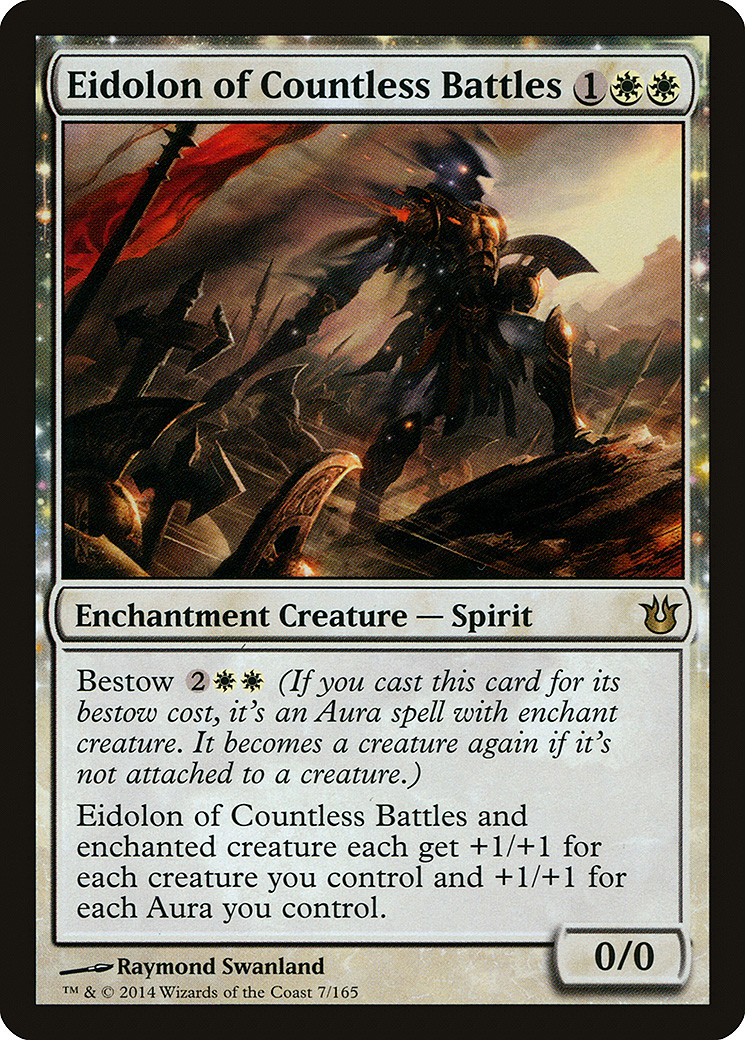 Eidolon of Countless Battles 1
Enchantment Creature — Spirit
Bestow 2 (If you cast this card for its
bestow cost, it's an Aura spell with enchant
creature. It becomes a creature again if it's
not attached to a creature.)
Eidolon of Countless Battles and
enchanted creature each get +1/+1 for
each creature you control and +1/+1 for
each Aura you control.
0/0
Raymond Swanland
™ & © 2014 Wizards of the Coast 7/165